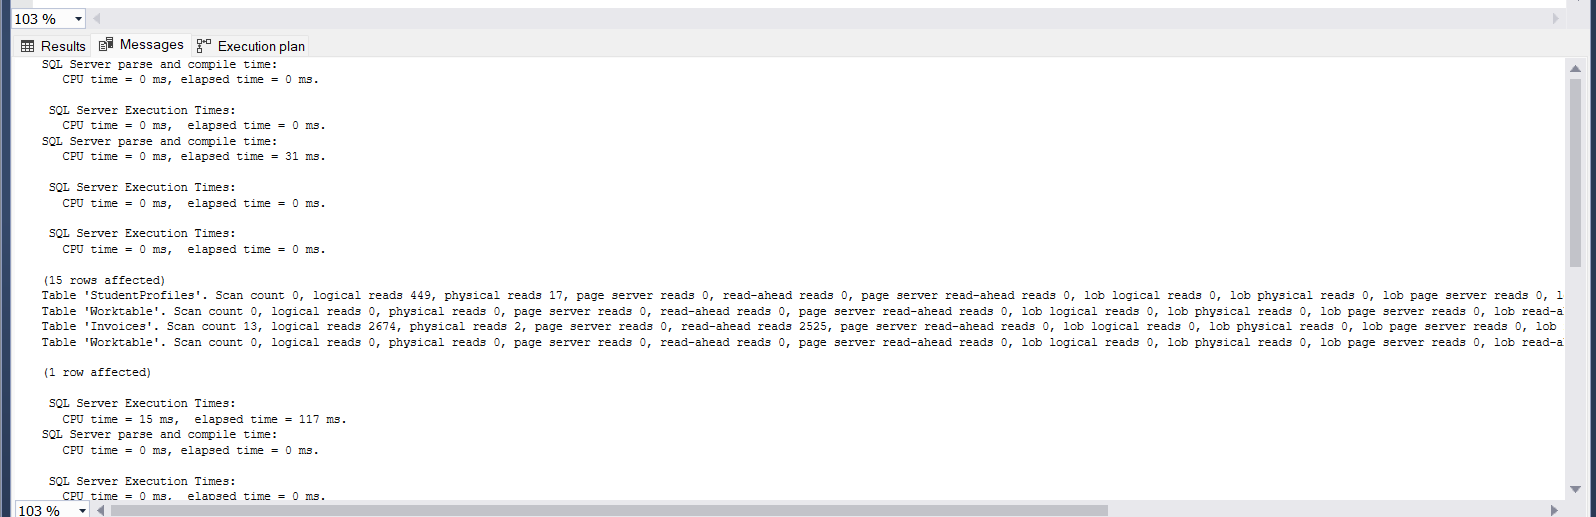 103 %
Results Messages Execution plan
SQL Server parse and compile time:
CPU time = 0 ms, elapsed time = 0 ms.
SQL Server Execution Times:
CPU time = 0 ms,  elapsed time = 0 ms.
SQL Server parse and compile time:
CPU time = 0 ms, elapsed time = 31 ms.
SQL Server Execution Times:
CPU time = 0 ms,  elapsed time = 0 ms.
SQL Server Execution Times:
CPU time = 0 ms,  elapsed time = 0 ms.
(15 rows affected)
Table 'StudentProfiles'. Scan count 0, logical reads 449, physical reads 17, page server reads 0, read-ahead reads 0, page server read-ahead reads 0, lob logical reads 0, lob physical reads 0, lob page server reads 0, l
Table 'Worktable'. Scan count 0, logical reads 0, physical reads 0, page server reads 0, read-ahead reads 0, page server read-ahead reads 0, lob logical reads 0, lob physical reads 0, lob page server reads 0, lob read-a
Table 'Invoices'. Scan count 13, logical reads 2674, physical reads 2, page server reads 0, read-ahead reads 2525, page server read-ahead reads 0, lob logical reads 0, lob physical reads 0, lob page server reads 0, lob
Table 'Worktable'. Scan count 0, logical reads 0, physical reads 0, page server reads 0, read-ahead reads 0, page server read-ahead reads 0, lob logical reads 0, lob physical reads 0, lob page server reads 0, lob read-a
(1 row affected)
SQL Server Execution Times:
CPU time = 15 ms,  elapsed time = 117 ms.
SQL Server parse and compile time:
CPU time = 0 ms, elapsed time = 0 ms.
SQL Server Execution Times:
CPU time = 0 ms,  elapsed time = 0 ms.
103 %